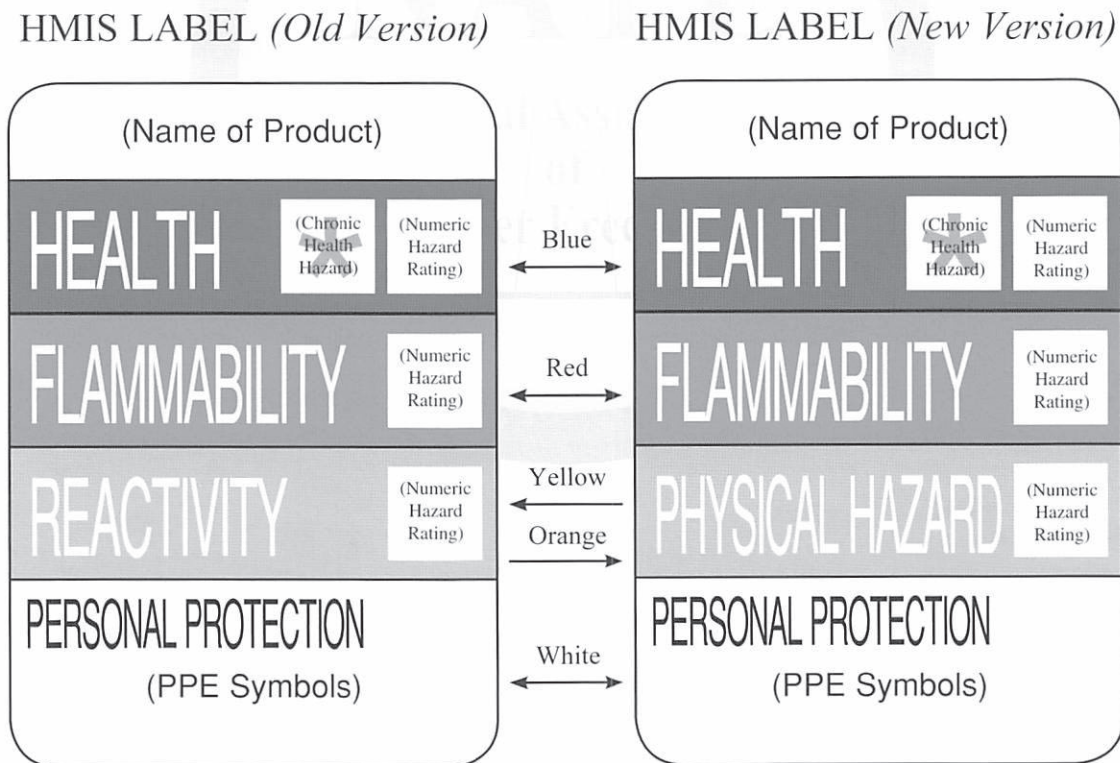 HMIS LABEL (Old Version)
(Name of Product)
HEALTH
(Chronic
Health
Hazard)
(Numeric
Hazard
Rating)
FLAMMABILITY
(Numeric
Hazard
Rating)
REACTIVITY
(Numeric
Hazard
Rating)
PERSONAL PROTECTION
(PPE Symbols)
Blue
Red
Yellow
Orange
White
HMIS LABEL (New Version)
(Name of Product)
HEALTH
(Chronic
Health
Hazard)
(Numeric
Hazard
Rating)
FLAMMABILITY
(Numeric
Hazard
Rating)
PHYSICAL HAZARD
(Numeric
Hazard
Rating)
PERSONAL PROTECTION
(PPE Symbols)